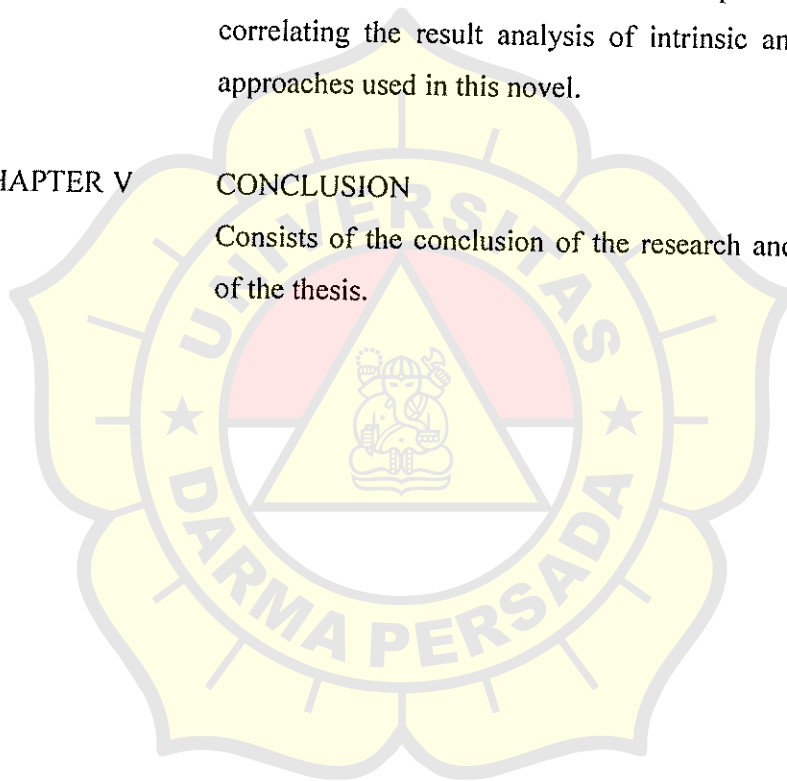 correlating the result analysis of intrinsic an
approaches used in this novel.
HAPTER V CONCLUSION
Consists of the conclusion of the research and
of the thesis.
UNIVERSITAS
DARMA PERSADA